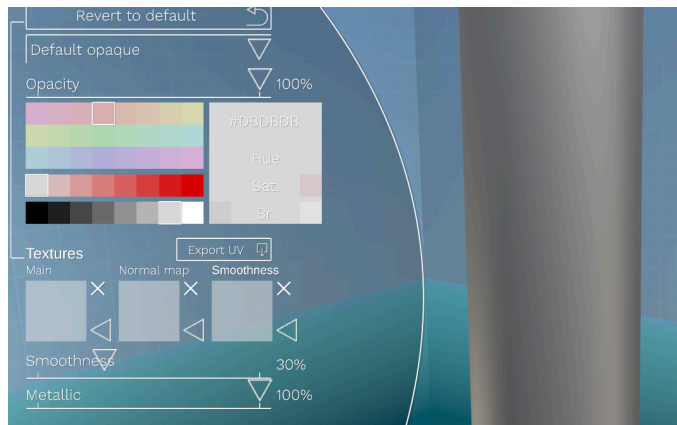 Revert to default
Default opaque
Opacity
100%
#DBDBDB
Hue
Sat.
Br.
Textures
Export UV
Main
Normal map
Smoothness
Smoothness
30%
Metallic
100%